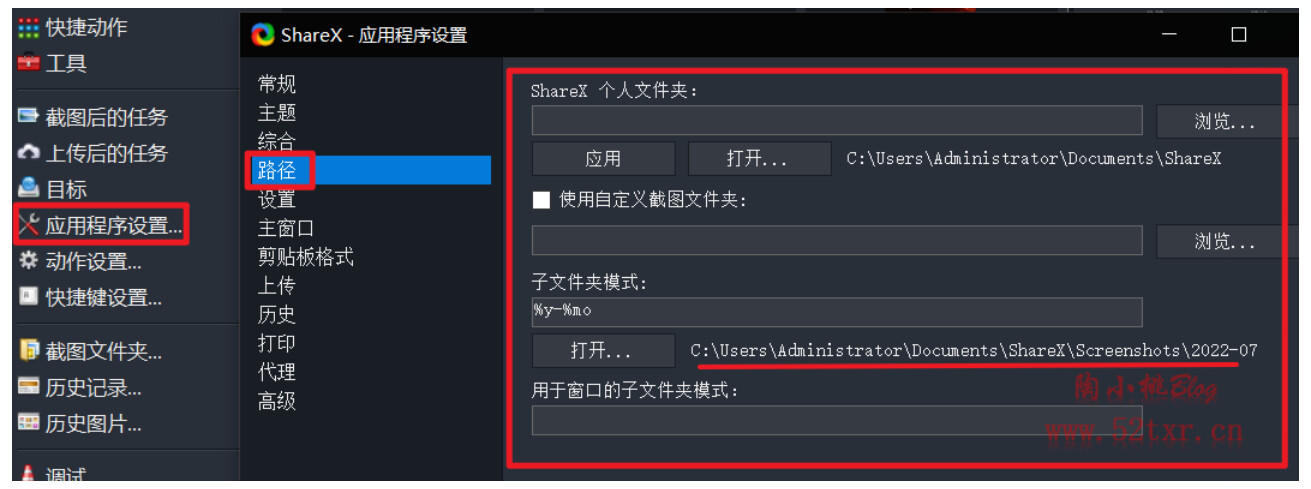 快捷动作
工具
截图后的任务
上传后的任务
目标
应用程序设置...
动作设置...
快捷键设置...
截图文件夹...
历史记录...
历史图片...
调试
ShareX - 应用程序设置
常规
主题
综合
路径
设置
主窗口
剪贴板格式
上传
历史
打印
代理
高级
ShareX 个人文件夹:
浏览...
应用 打开... C:\Users\Administrator\Documents\ShareX
使用自定义截图文件夹:
浏览...
子文件夹模式:
%y-%mo
打开... C:\Users\Administrator\Documents\ShareX\Screenshots\2022-07
用于窗口的子文件夹模式:
陶小桃Blog
www.52txr.cn